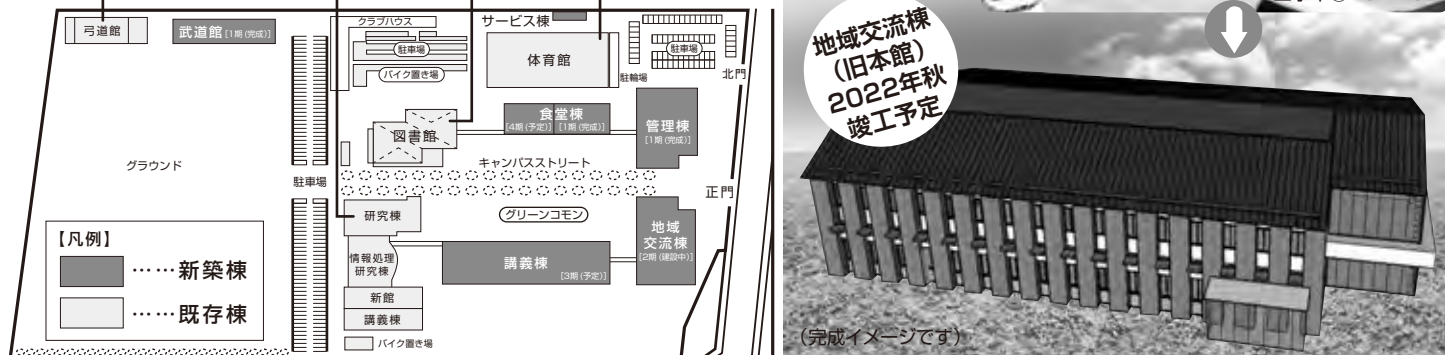 弓道館
武道館[1期(完成)]
クラブハウス
駐車場
バイク置き場
サービス棟
体育館
駐輪場
駐車場
北門
図書館
食堂棟
[4期(予定)]
[1期(完成)]
管理棟
[1期(完成)]
グラウンド
駐車場
キャンパスストリート
正門
研究棟
グリーンコモン
地域
交流棟
[2期(建設中)]
情報処理
研究棟
講義棟
[3期(予定)]
新館
講義棟
バイク置き場
【凡例】
……新築棟
……既存棟
地域交流棟
(旧本館)
2022年秋
竣工予定
(完成イメージです)